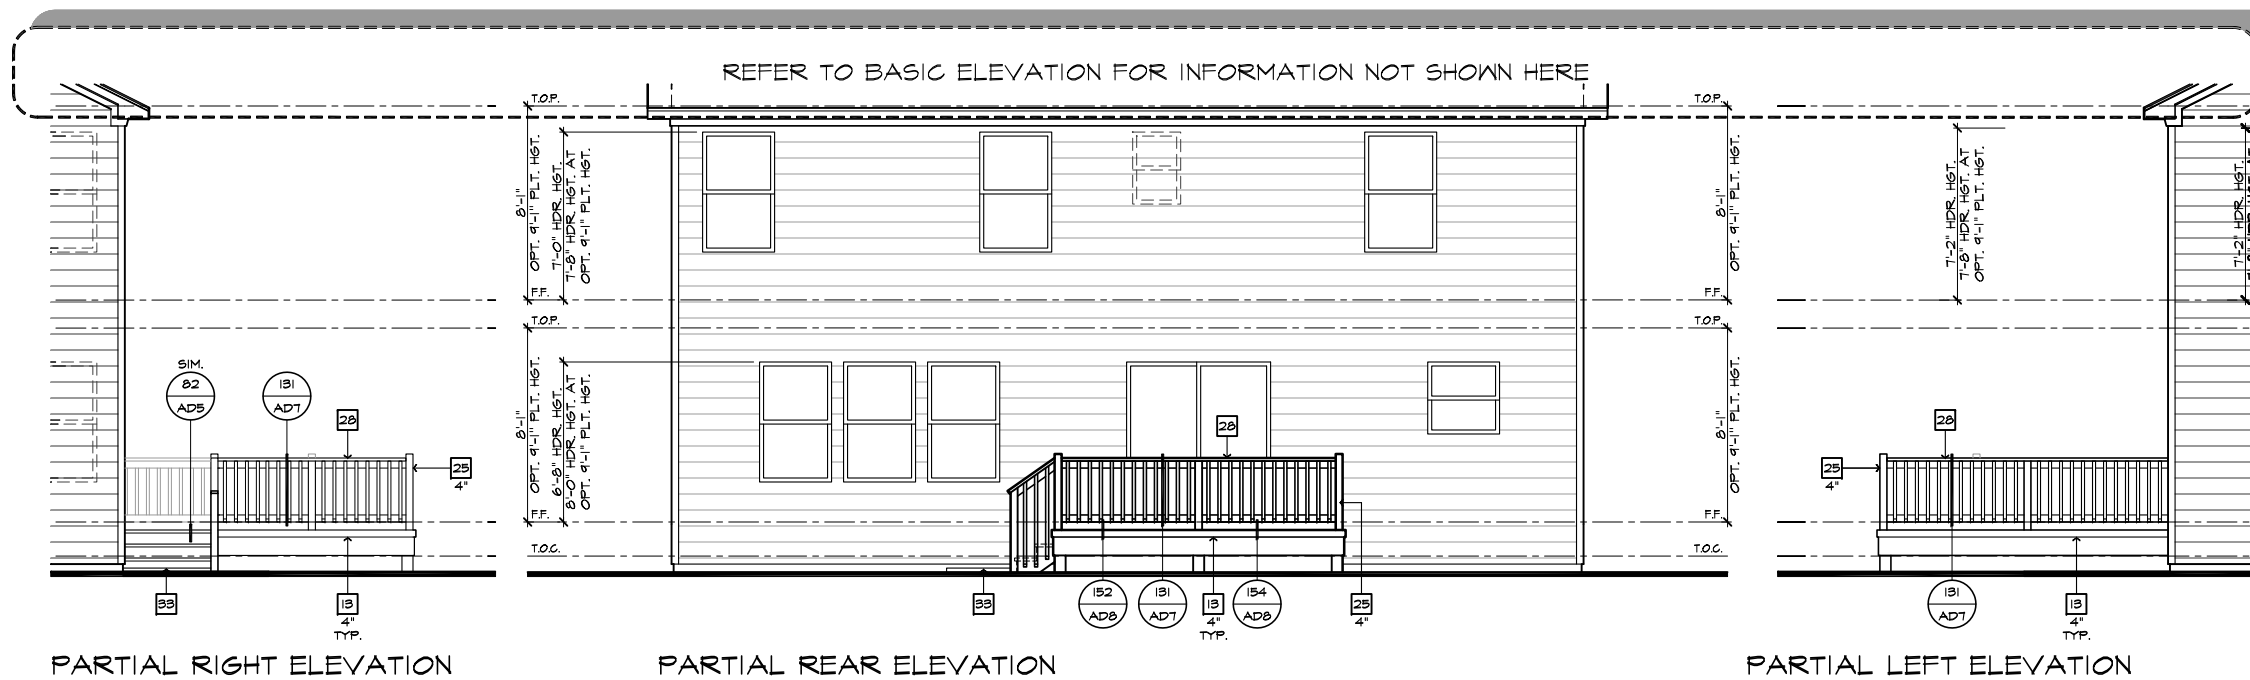 REFER TO BASIC ELEVATION FOR INFORMATION NOT SHOWN HERE
T.O.P.
8'-1"
OPT. 9'-1" PLT. HGT.
7'-0" HDR. HGT.
7'-8" HDR. HGT. AT
OPT. 9'-1" PLT. HGT.
F.F.
T.O.P.
8'-1"
OPT. 9'-1" PLT. HGT.
6'-8" HDR. HGT.
8'-0" HDR. HGT. AT
OPT. 9'-1" PLT. HGT.
F.F.
T.O.C.
SIM.
82
AD5
131
AD7
28
25
4"
33
13
4"
TYP.
PARTIAL RIGHT ELEVATION
28
33
152
AD8
131
AD7
13
4"
TYP.
154
AD8
25
4"
PARTIAL REAR ELEVATION
T.O.P.
8'-1"
OPT. 9'-1" PLT. HGT.
F.F.
T.O.P.
8'-1"
OPT. 9'-1" PLT. HGT.
F.F.
T.O.C.
7'-2" HDR. HGT.
7'-8" HDR. HGT. AT
OPT. 9'-1" PLT. HGT.
7'-2" HDR. HGT.
28
25
4"
131
AD7
13
4"
TYP.
PARTIAL LEFT ELEVATION